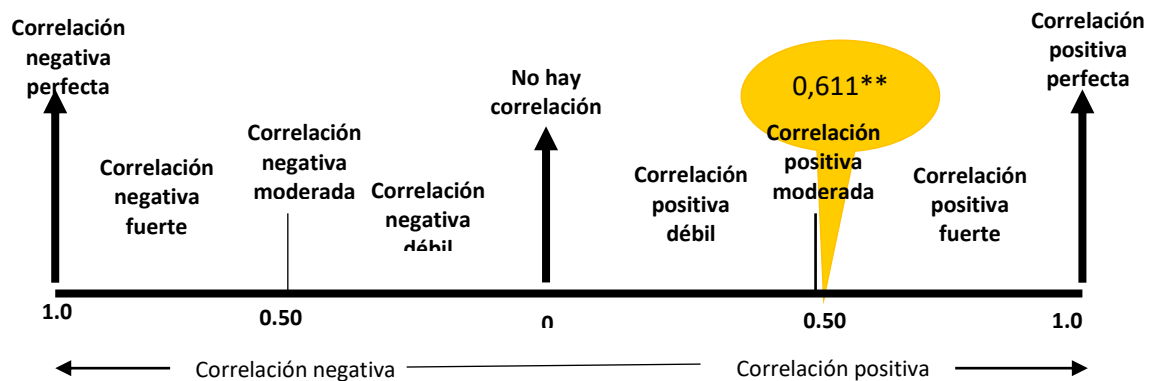 Correlación
negativa
perfecta
Correlación
negativa
fuerte
Correlación
negativa
moderada
Correlación
negativa
débil
No hay
correlación
Correlación
positiva
débil
0,611**
Correlación
positiva
moderada
Correlación
positiva
fuerte
Correlación
positiva
perfecta
1.0
0.50
0
0.50
1.0
Correlación negativa
Correlación positiva